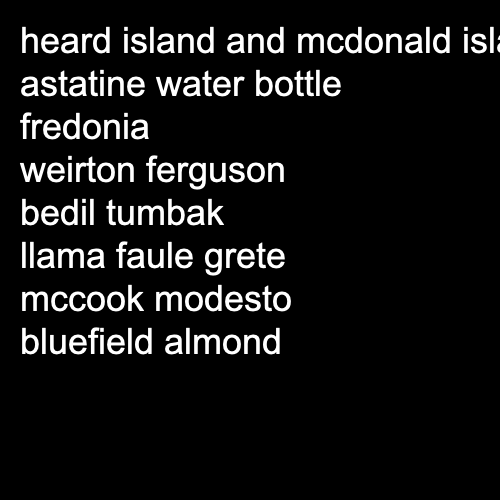 heard island and mcdonald isl
astatine water bottle
fredonia
weirton ferguson
bedil tumbak
llama faule grete
mccook modesto
bluefield almond